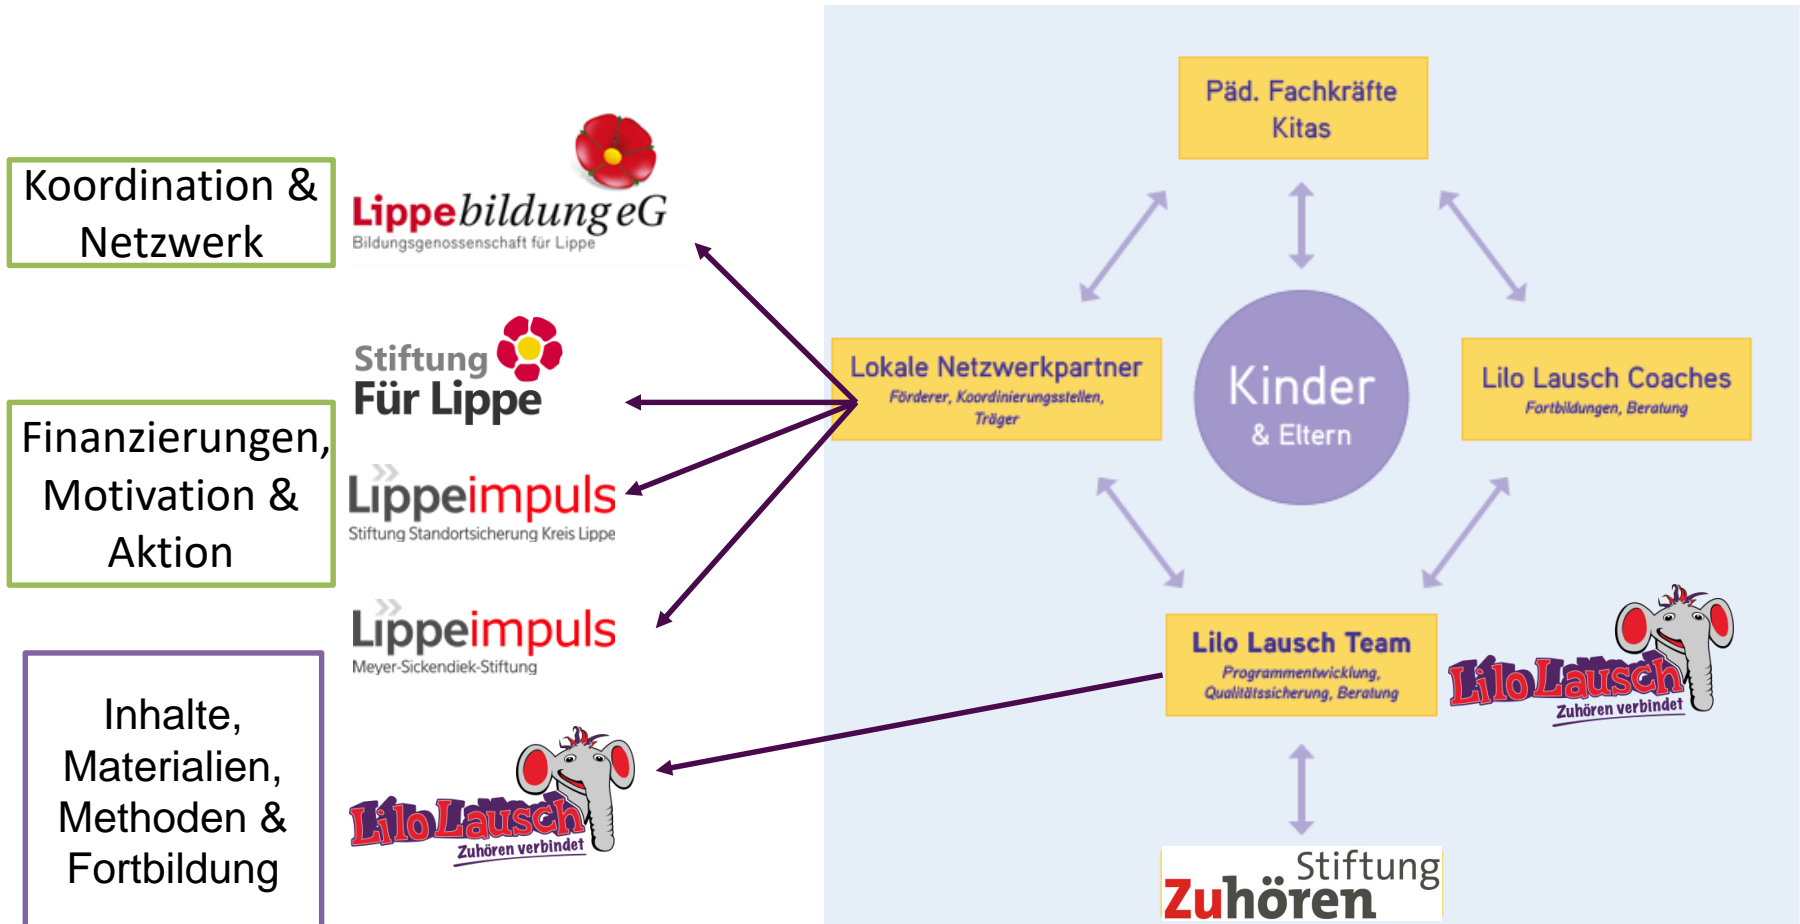 Koordination &
Netzwerk
Lippebildung eG
Bildungsgenossenschaft für Lippe
Stiftung
Für Lippe
Finanzierungen,
Motivation &
Aktion
Lippeimpuls
Stiftung Standortsicherung Kreis Lippe
Lippeimpuls
Meyer-Sickendiek-Stiftung
Inhalte,
Materialien,
Methoden &
Fortbildung
Lilo Lausch
Zuhören verbindet
Päd. Fachkräfte
Kitas
Lokale Netzwerkpartner
Förderer, Koordinierungsstellen,
Träger
Kinder
& Eltern
Lilo Lausch Coaches
Fortbildungen, Beratung
Lilo Lausch Team
Programmentwicklung,
Qualitätssicherung, Beratung
Lilo Lausch
Zuhören verbindet
Stiftung
Zuhören